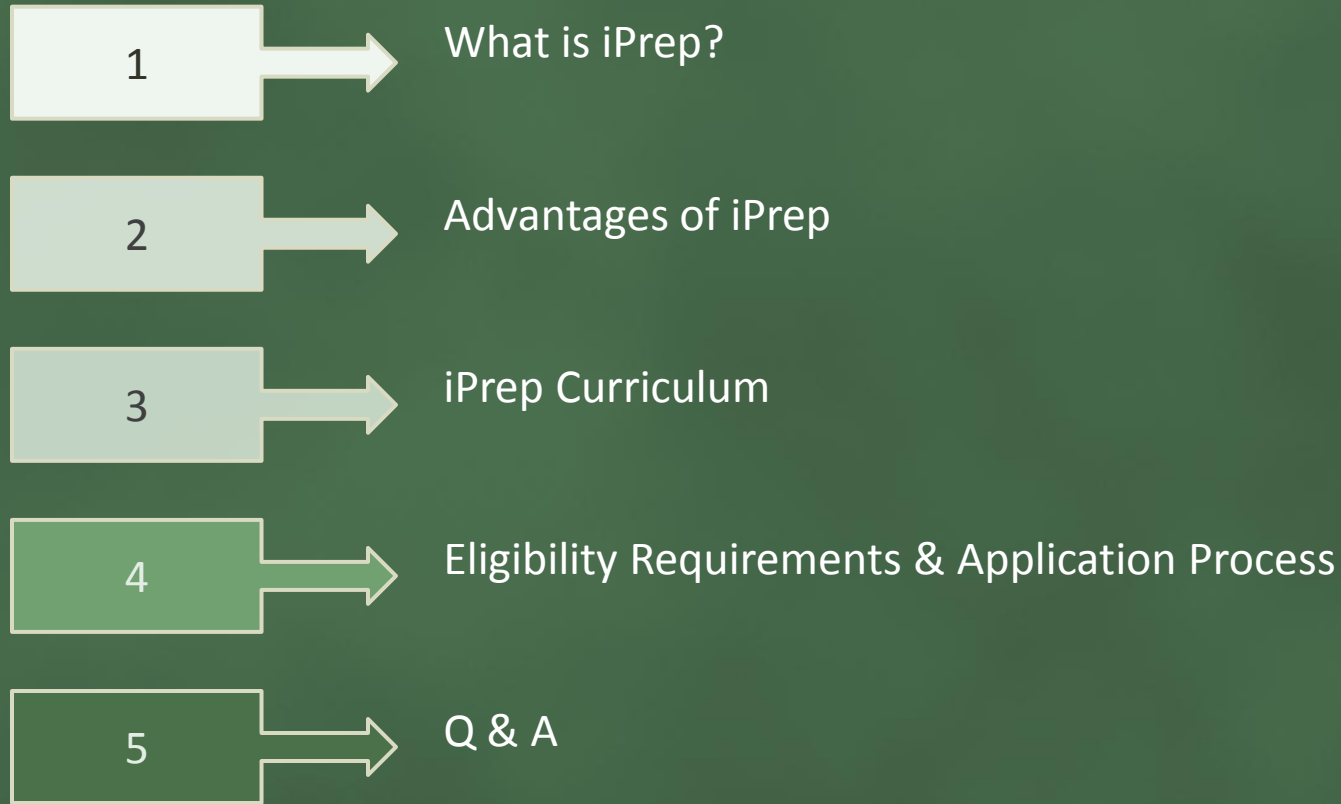 1
What is iPrep?
2
Advantages of iPrep
3
iPrep Curriculum
4
Eligibility Requirements & Application Process
5
Q & A